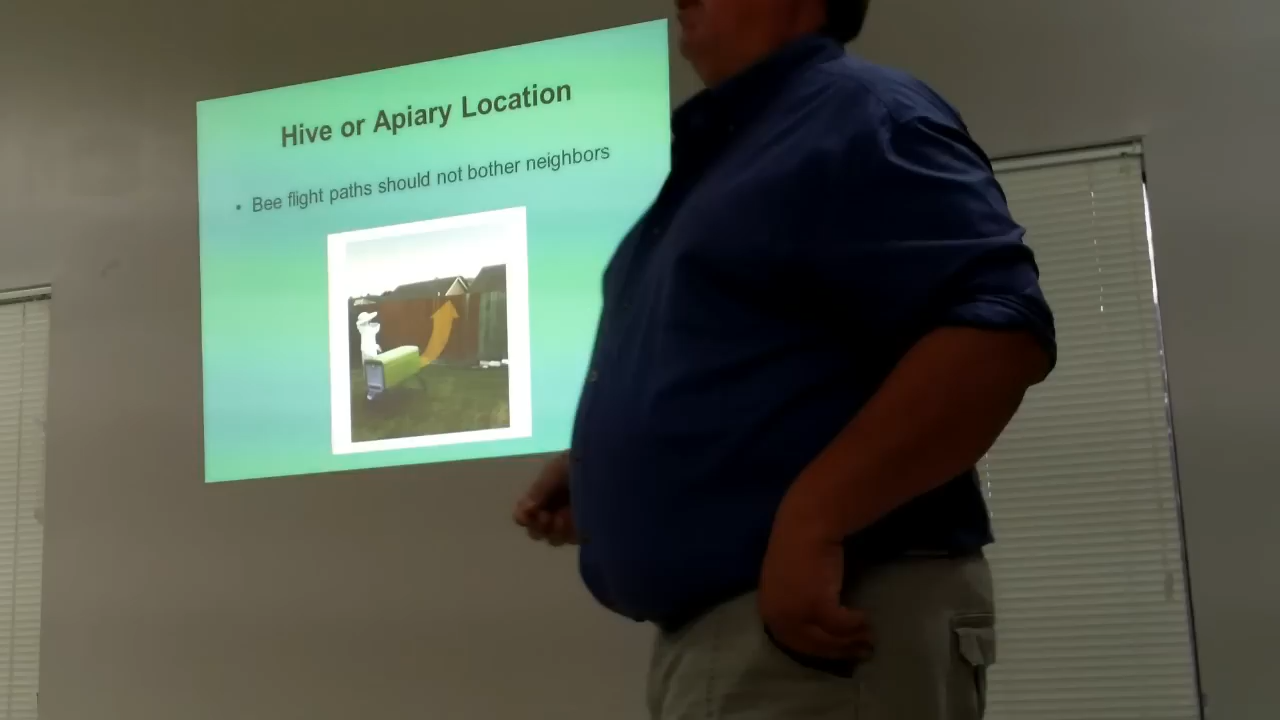 Hive or Apiary Location
• Bee flight paths should not bother neighbors